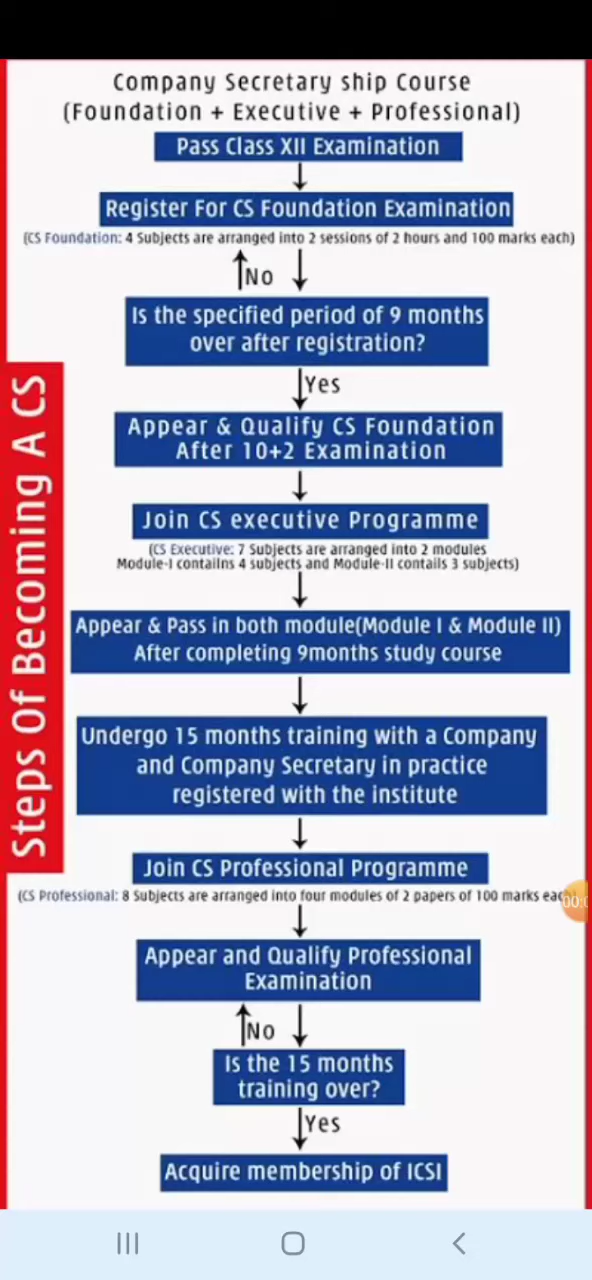 Company Secretary ship Course
(Foundation + Executive + Professional)
Pass Class XII Examination
Register For CS Foundation Examination
(CS Foundation: 4 Subjects are arranged into 2 sessions of 2 hours and 100 marks each)
No
Is the specified period of 9 months
over after registration?
Yes
Appear & Qualify CS Foundation
After 10+2 Examination
Join CS executive Programme
(CS Executive: 7 Subjects are arranged into 2 modules
Module-I contailns 4 subjects and Module-II contails 3 subjects)
Appear & Pass in both module(Module I & Module II)
After completing 9months study course
Undergo 15 months training with a Company
and Company Secretary in practice
registered with the institute
Join CS Professional Programme
(CS Professional: 8 Subjects are arranged into four modules of 2 papers of 100 marks each)
Appear and Qualify Professional
Examination
No
Is the 15 months
training over?
Yes
Acquire membership of ICSI
Steps Of Becoming A CS